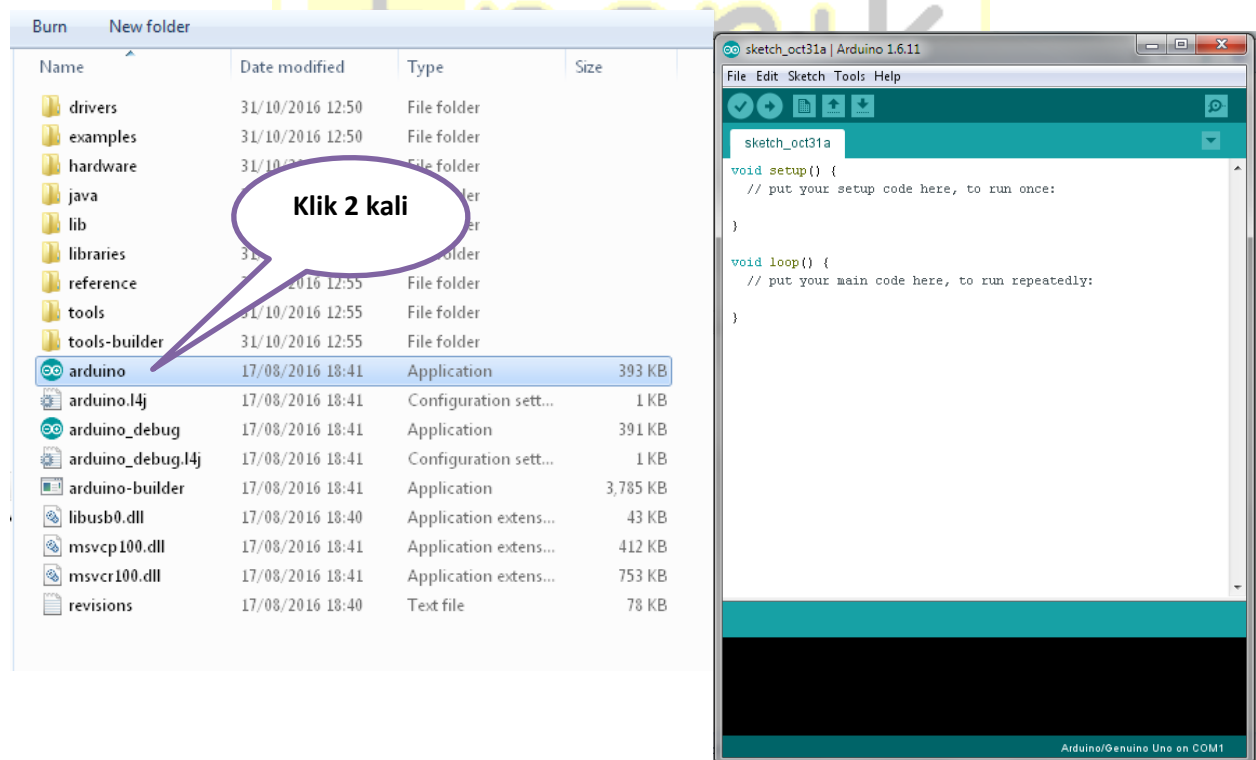 Burn New folder
Name Date modified Type Size
drivers 31/10/2016 12:50 File folder
examples 31/10/2016 12:50 File folder
hardware File folder
java
lib
libraries
reference 12:55 File folder
tools 31/10/2016 12:55 File folder
tools-builder 31/10/2016 12:55 File folder
arduino 17/08/2016 18:41 Application 393 KB
arduino.l4j 17/08/2016 18:41 Configuration sett... 1 KB
arduino_debug 17/08/2016 18:41 Application 391 KB
arduino_debug.l4j 17/08/2016 18:41 Configuration sett... 1 KB
arduino-builder 17/08/2016 18:41 Application 3,785 KB
libusb0.dll 17/08/2016 18:40 Application extens... 43 KB
msvcp100.dll 17/08/2016 18:41 Application extens... 412 KB
msvcr100.dll 17/08/2016 18:41 Application extens... 753 KB
revisions 17/08/2016 18:40 Text file 78 KB
Klik 2 kali
sketch_oct31a | Arduino 1.6.11
File Edit Sketch Tools Help
sketch_oct31a
void setup() {
// put your setup code here, to run once:
}
void loop() {
// put your main code here, to run repeatedly:
}
Arduino/Genuino Uno on COM1